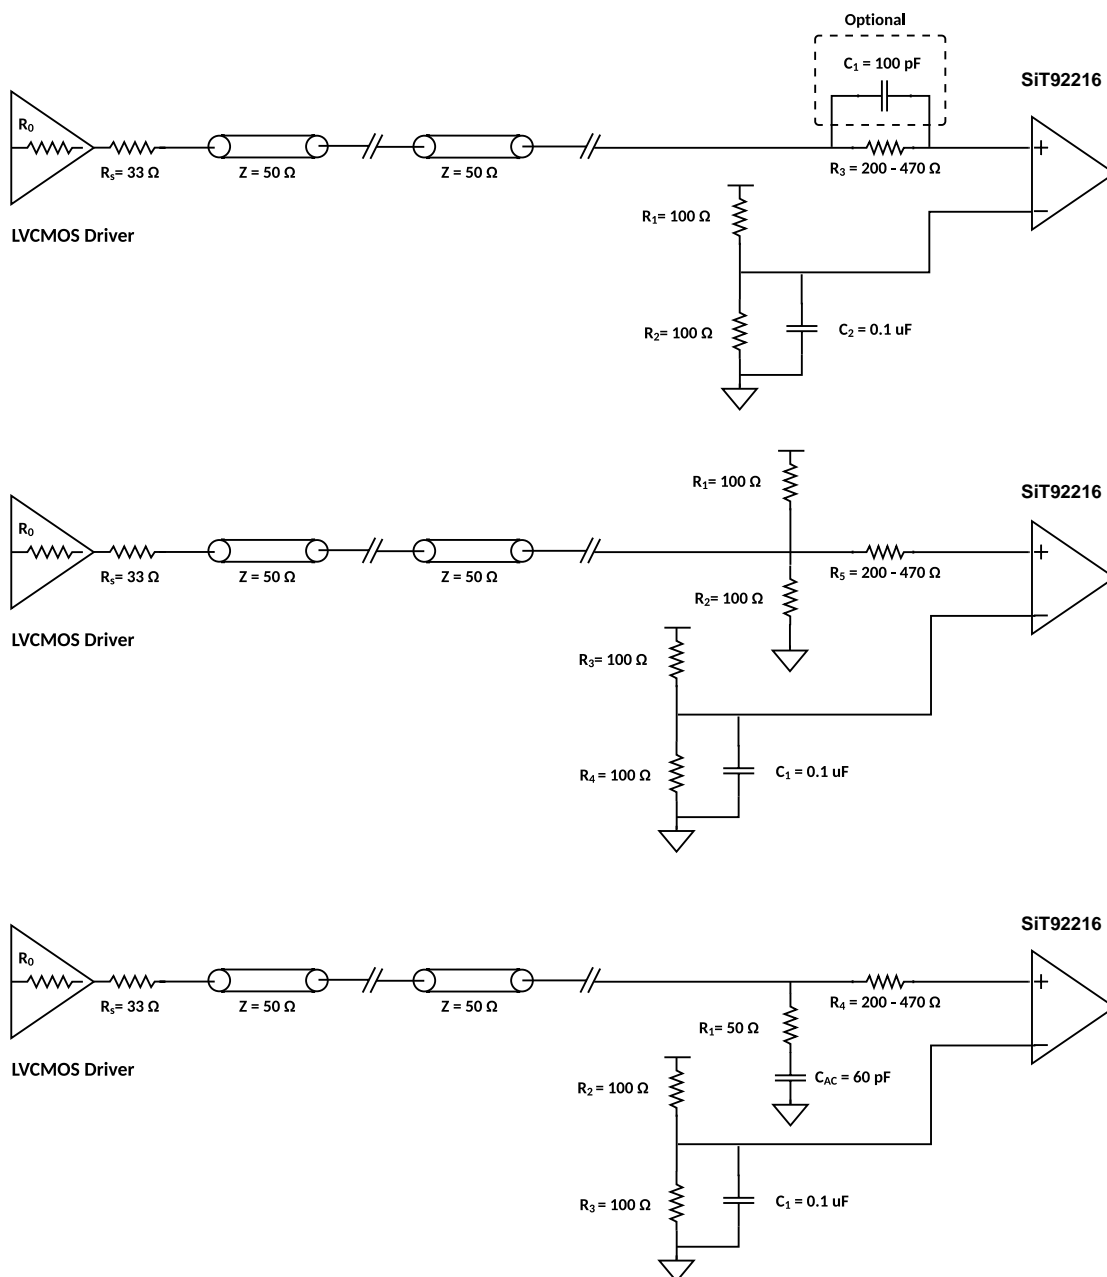 Optional
C₁ = 100 pF
SiT92216
R₀
+
Rₛ= 33 Ω
Z = 50 Ω
Z = 50 Ω
R₃ = 200 - 470 Ω
R₁= 100 Ω
−
LVCMOS Driver
R₂= 100 Ω
C₂ = 0.1 uF
R₁= 100 Ω
SiT92216
R₀
+
Rₛ= 33 Ω
Z = 50 Ω
Z = 50 Ω
R₅ = 200 - 470 Ω
R₂= 100 Ω
−
LVCMOS Driver
R₃= 100 Ω
R₄ = 100 Ω
C₁ = 0.1 uF
SiT92216
R₀
+
Rₛ= 33 Ω
Z = 50 Ω
Z = 50 Ω
R₄ = 200 - 470 Ω
R₁= 50 Ω
−
LVCMOS Driver
C_AC = 60 pF
R₂ = 100 Ω
R₃ = 100 Ω
C₁ = 0.1 uF